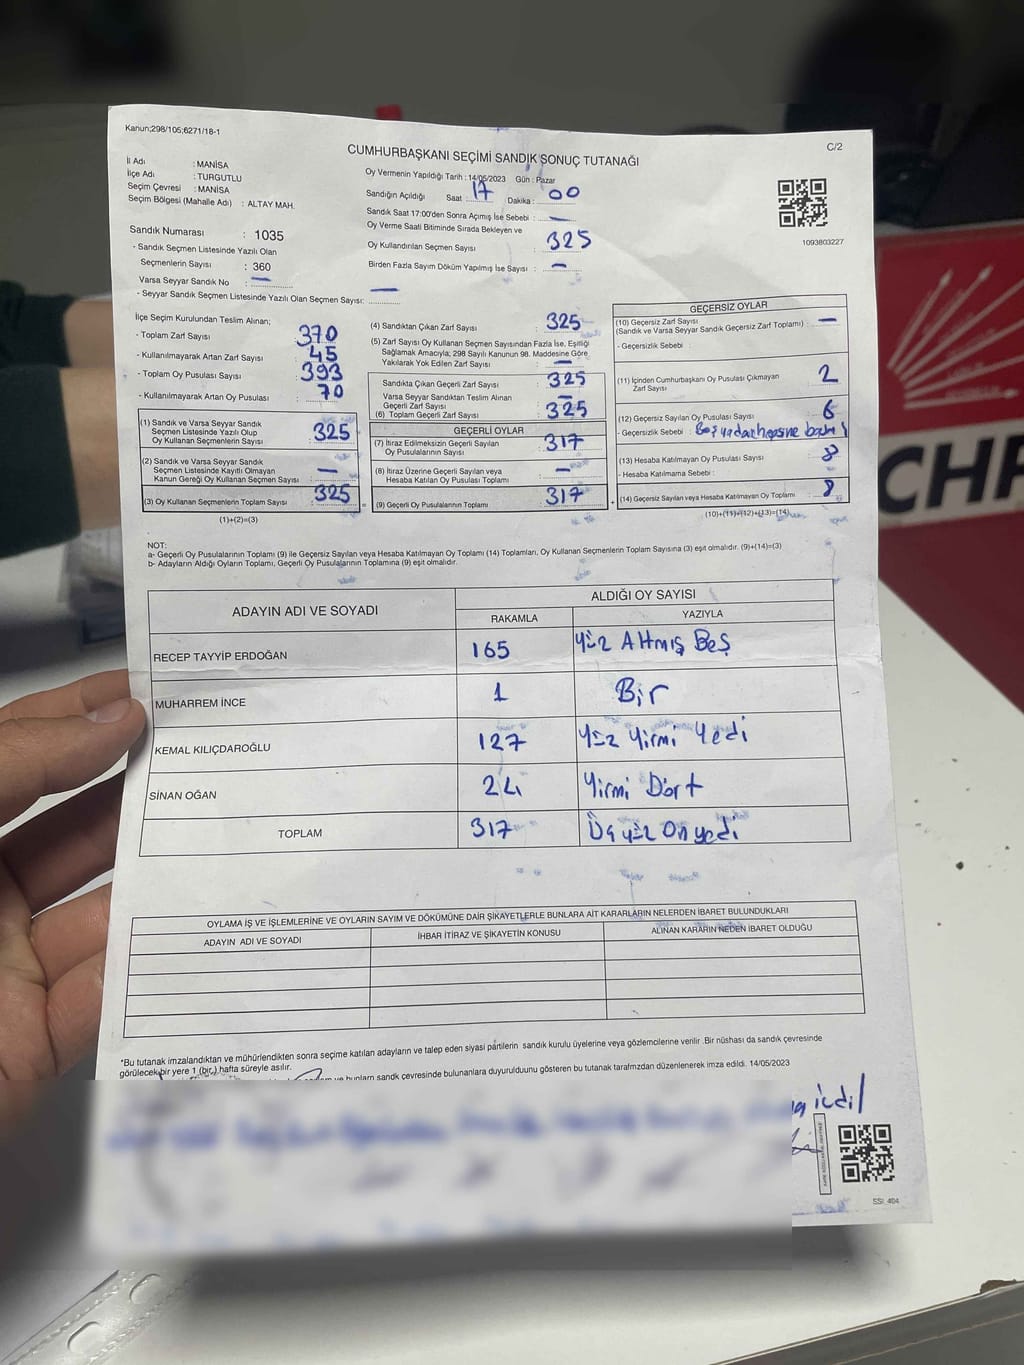 Kanun;298/105;6271/18-1
C/2
CUMHURBAŞKANI SEÇİMİ SANDIK SONUÇ TUTANAĞI
İl Adı : MANİSA
İlçe Adı : TURGUTLU
Seçim Çevresi : MANİSA
Seçim Bölgesi (Mahalle Adı) : ALTAY MAH.
Oy Vermenin Yapıldığı Tarih : 14/05/2023 Gün : Pazar
Sandığın Açıldığı Saat : 17 Dakika : 00
Sandık Saat 17:00'den Sonra Açımış İse Sebebi : —
Oy Verme Saati Bitiminde Sırada Bekleyen ve
Oy Kullandırılan Seçmen Sayısı : 325
Birden Fazla Sayım Döküm Yapılmış İse Sayısı : —
1093803227
Sandık Numarası : 1035
- Sandık Seçmen Listesinde Yazılı Olan
Seçmenlerin Sayısı : 360
Varsa Seyyar Sandık No : —
- Seyyar Sandık Seçmen Listesinde Yazılı Olan Seçmen Sayısı: —
İlçe Seçim Kurulundan Teslim Alınan;
- Toplam Zarf Sayısı : 370
- Kullanılmayarak Artan Zarf Sayısı : 45
- Toplam Oy Pusulası Sayısı : 393
- Kullanılmayarak Artan Oy Pusulası : 70
(1) Sandık ve Varsa Seyyar Sandık
Seçmen Listesinde Yazılı Olup
Oy Kullanan Seçmenlerin Sayısı : 325
(2) Sandık ve Varsa Seyyar Sandık
Seçmen Listesinde Kayıtlı Olmayan
Kanun Gereği Oy Kullanan Seçmen Sayısı : —
(3) Oy Kullanan Seçmenlerin Toplam Sayısı : 325
(1)+(2)=(3)
(4) Sandıktan Çıkan Zarf Sayısı : 325
(5) Zarf Sayısı Oy Kullanan Seçmen Sayısından Fazla İse, Eşitliği
Sağlamak Amacıyla; 298 Sayılı Kanunun 98. Maddesine Göre
Yakılarak Yok Edilen Zarf Sayısı : —
Sandıkta Çıkan Geçerli Zarf Sayısı : 325
Varsa Seyyar Sandıktan Teslim Alınan
Geçerli Zarf Sayısı : —
(6) Toplam Geçerli Zarf Sayısı : 325
GEÇERLİ OYLAR
(7) İtiraz Edilmeksizin Geçerli Sayılan
Oy Pusulalarının Sayısı : 317
(8) İtiraz Üzerine Geçerli Sayılan veya
Hesaba Katılan Oy Pusulası Toplamı : —
(9) Geçerli Oy Pusulalarının Toplamı : 317
GEÇERSİZ OYLAR
(10) Geçersiz Zarf Sayısı
(Sandık ve Varsa Seyyar Sandık Geçersiz Zarf Toplamı) : —
- Geçersizlik Sebebi :
(11) İçinden Cumhurbaşkanı Oy Pusulası Çıkmayan
Zarf Sayısı : 2
(12) Geçersiz Sayılan Oy Pusulası Sayısı : 6
- Geçersizlik Sebebi : Boş yada hepsine
(13) Hesaba Katılmayan Oy Pusulası Sayısı : 8
- Hesaba Katılmama Sebebi :
(14) Geçersiz Sayılan veya Hesaba Katılmayan Oy Toplamı : 8
(10)+(11)+(12)+(13)=(14)
NOT:
a- Geçerli Oy Pusulalarının Toplamı (9) ile Geçersiz Sayılan veya Hesaba Katılmayan Oy Toplamı (14) Toplamları, Oy Kullanan Seçmenlerin Toplam Sayısına (3) eşit olmalıdır. (9)+(14)=(3)
b- Adayların Aldığı Oyların Toplamı, Geçerli Oy Pusulalarının Toplamına (9) eşit olmalıdır.
ADAYIN ADI VE SOYADI ALDIĞI OY SAYISI
RAKAMLA YAZIYLA
RECEP TAYYİP ERDOĞAN 165 Yüz Altmış Beş
MUHARREM İNCE 1 Bir
KEMAL KILIÇDAROĞLU 127 Yüz Yirmi Yedi
SİNAN OĞAN 24 Yirmi Dört
TOPLAM 317 Üç yüz On yedi
OYLAMA İŞ VE İŞLEMLERİNE VE OYLARIN SAYIM VE DÖKÜMÜNE DAİR ŞİKAYETLERLE BUNLARA AİT KARARLARIN NELERDEN İBARET BULUNDUKLARI
ADAYIN ADI VE SOYADI İHBAR İTİRAZ VE ŞİKAYETİN KONUSU ALINAN KARARIN NEDEN İBARET OLDUĞU
*Bu tutanak imzalandıktan ve mühürlendikten sonra seçime katılan adayların ve talep eden siyasi partilerin sandık kurulu üyelerine veya gözlemcilerine verilir .Bir nüshası da sandık çevresinde
görülecek bir yere 1 (bir) hafta süreyle asılır.
ve bunların sandık çevresinde bulunanlara duyurulduunu gösteren bu tutanak tarafmzdan düzenlenerek imza edildi. 14/05/2023
SSI_404
CHP